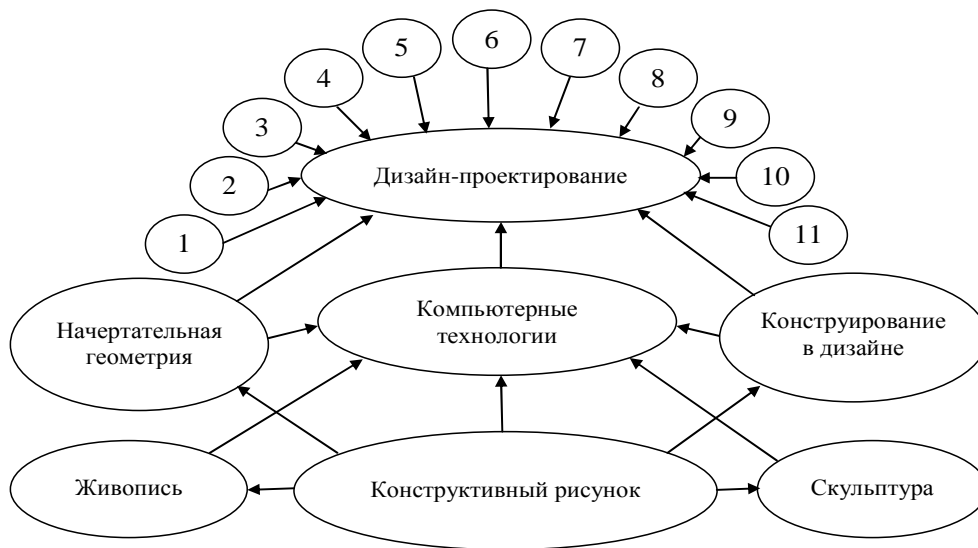 6
5
7
4
8
3
9
2
Дизайн-проектирование
10
1
11
Начертательная
геометрия
Компьютерные
технологии
Конструирование
в дизайне
Живопись
Конструктивный рисунок
Скульптура